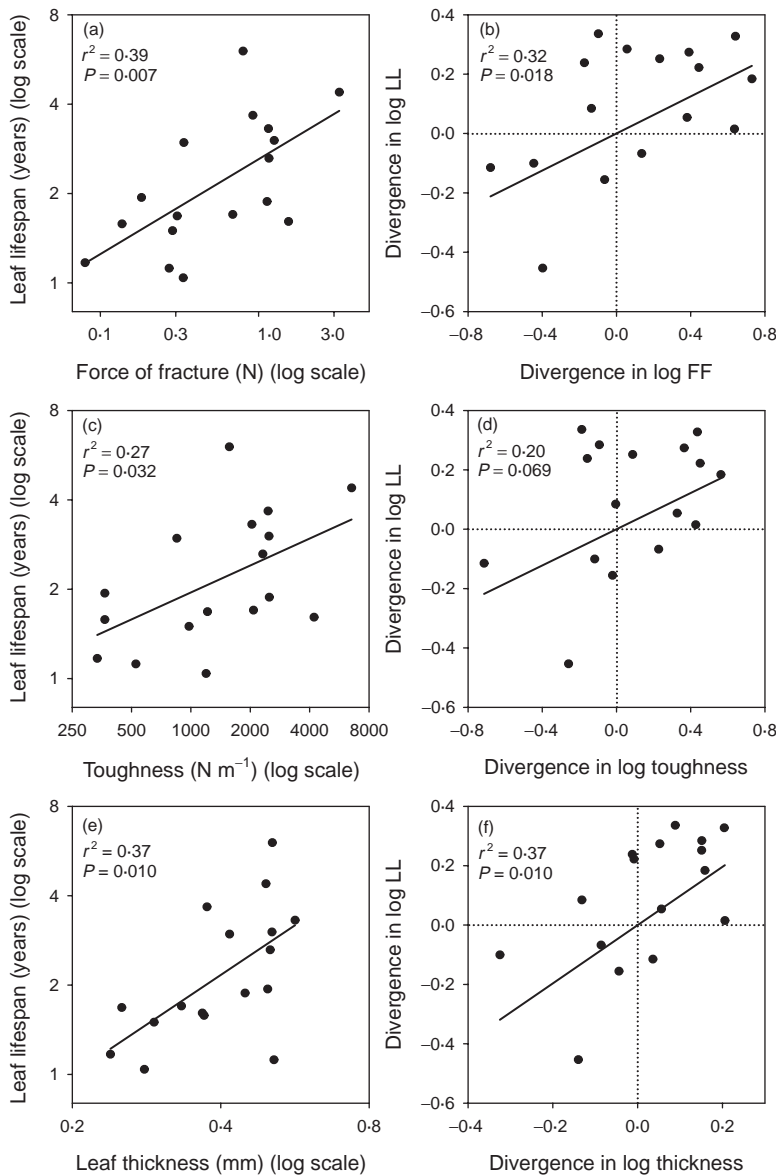 (a)
r² = 0·39
P = 0·007
8
4
2
1
0·1 0·3 1·0 3·0
Leaf lifespan (years) (log scale)
Force of fracture (N) (log scale)
(b)
r² = 0·32
P = 0·018
0·4
0·2
0·0
−0·2
−0·4
−0·6
−0·8 −0·4 0·0 0·4 0·8
Divergence in log LL
Divergence in log FF
(c)
r² = 0·27
P = 0·032
8
4
2
1
250 500 1000 2000 4000 8000
Leaf lifespan (years) (log scale)
Toughness (N m⁻¹) (log scale)
(d)
r² = 0·20
P = 0·069
0·4
0·2
0·0
−0·2
−0·4
−0·6
−0·8 −0·4 0·0 0·4 0·8
Divergence in log LL
Divergence in log toughness
(e)
r² = 0·37
P = 0·010
8
4
2
1
0·2 0·4 0·8
Leaf lifespan (years) (log scale)
Leaf thickness (mm) (log scale)
(f)
r² = 0·37
P = 0·010
0·4
0·2
0·0
−0·2
−0·4
−0·6
−0·4 −0·2 0·0 0·2
Divergence in log LL
Divergence in log thickness